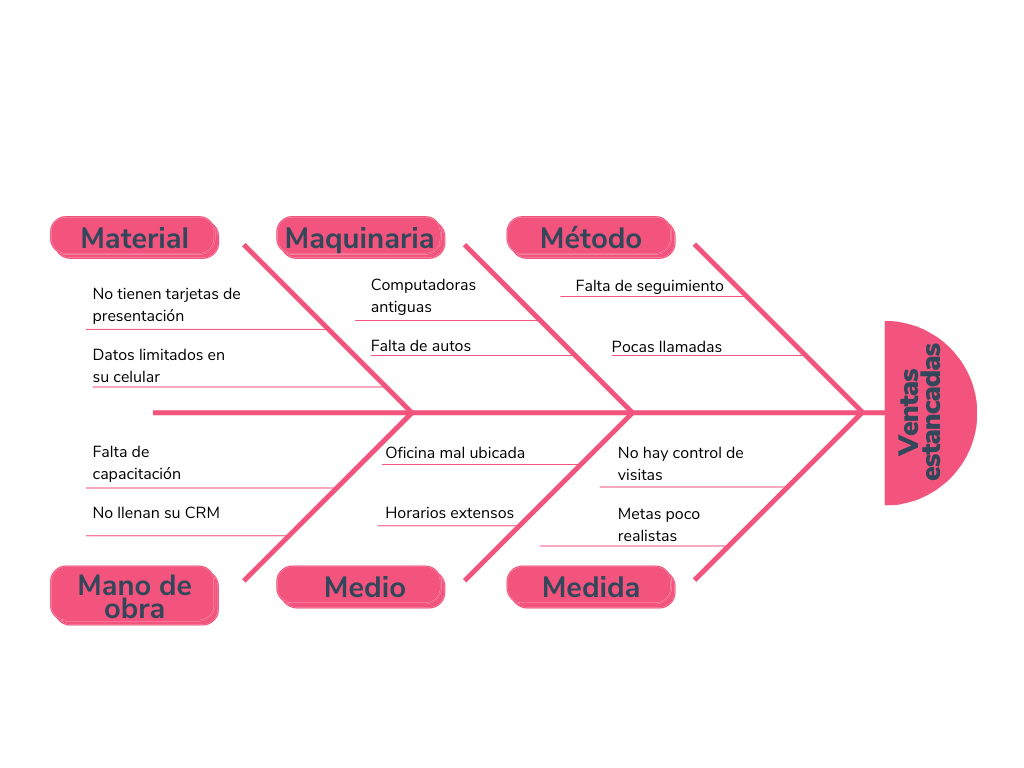 Material
No tienen tarjetas de
presentación
Datos limitados en
su celular
Maquinaria
Computadoras
antiguas
Falta de autos
Método
Falta de seguimiento
Pocas llamadas
Falta de
capacitación
No llenan su CRM
Mano de
obra
Oficina mal ubicada
Horarios extensos
Medio
No hay control de
visitas
Metas poco
realistas
Medida
Ventas
estancadas